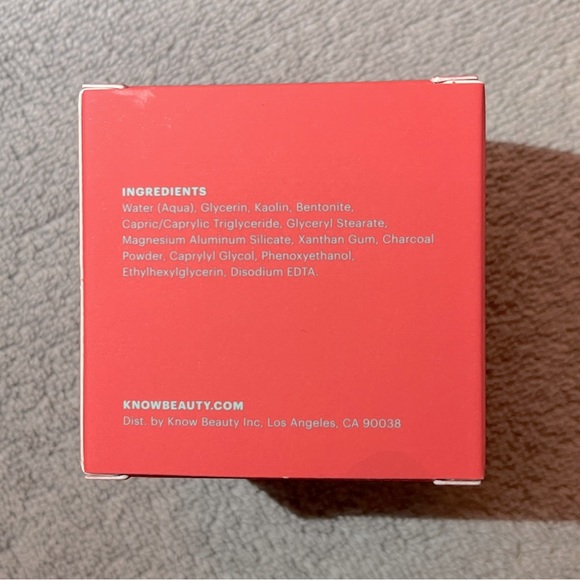 INGREDIENTS
Water (Aqua), Glycerin, Kaolin, Bentonite,
Capric/Caprylic Triglyceride, Glyceryl Stearate,
Magnesium Aluminum Silicate, Xanthan Gum, Charcoal
Powder, Caprylyl Glycol, Phenoxyethanol,
Ethylhexylglycerin, Disodium EDTA
KNOWBEAUTY.COM
Dist. by Know Beauty Inc, Los Angeles, CA 90038